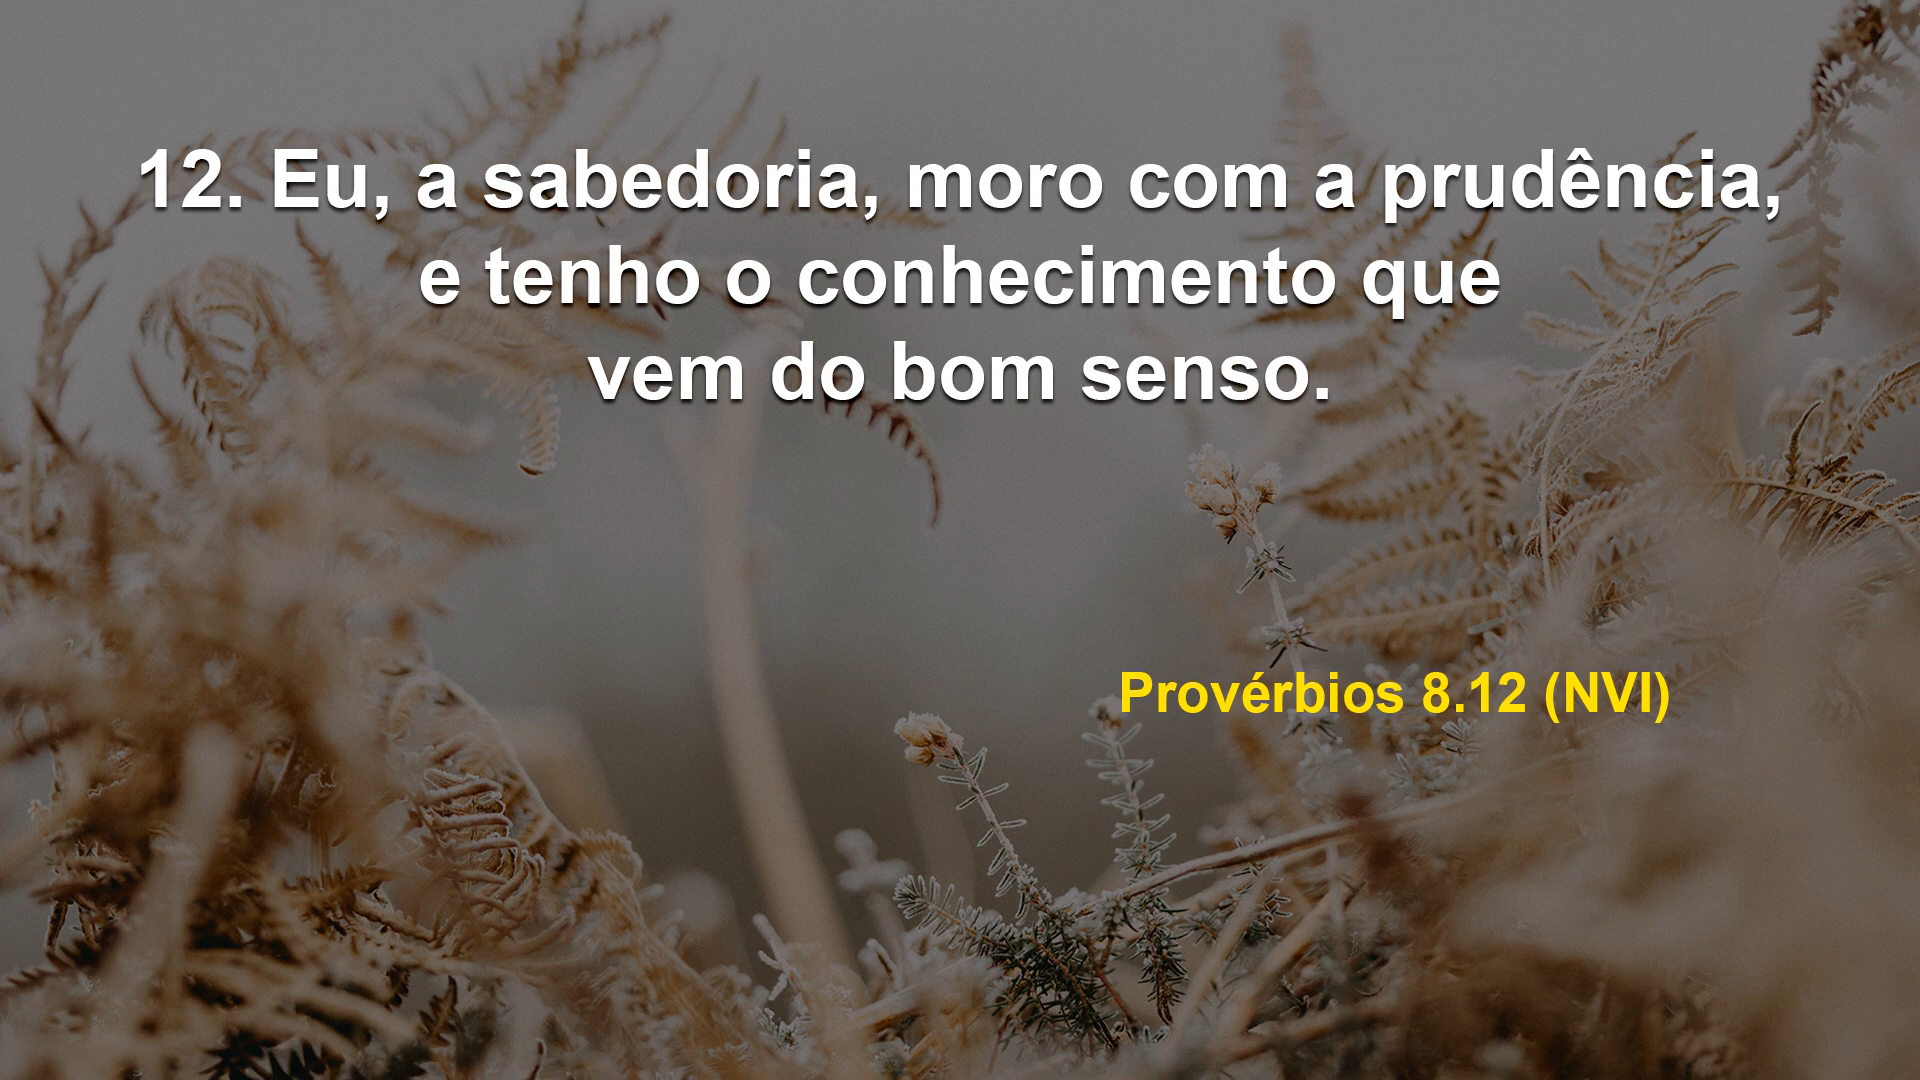 12. Eu, a sabedoria, moro com a prudência,
e tenho o conhecimento que
vem do bom senso.
Provérbios 8.12 (NVI)